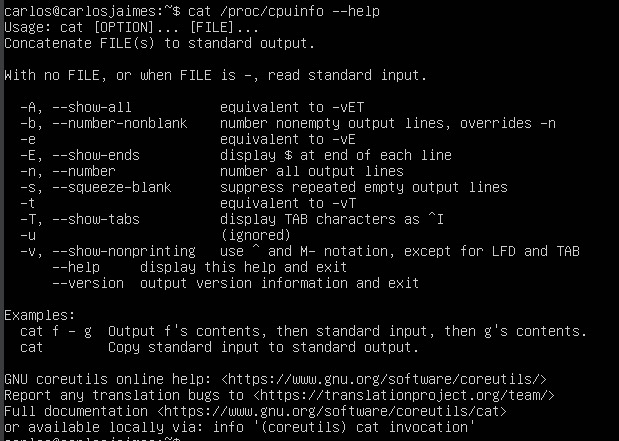 carlos@carlosjaimes:~$ cat /proc/cpuinfo --help
Usage: cat [OPTION]... [FILE]...
Concatenate FILE(s) to standard output.
With no FILE, or when FILE is -, read standard input.
-A, --show-all equivalent to -vET
-b, --number-nonblank number nonempty output lines, overrides -n
-e equivalent to -vE
-E, --show-ends display $ at end of each line
-n, --number number all output lines
-s, --squeeze-blank suppress repeated empty output lines
-t equivalent to -vT
-T, --show-tabs display TAB characters as ^I
-u (ignored)
-v, --show-nonprinting use ^ and M- notation, except for LFD and TAB
--help display this help and exit
--version output version information and exit
Examples:
cat f - g Output f's contents, then standard input, then g's contents.
cat Copy standard input to standard output.
GNU coreutils online help: <https://www.gnu.org/software/coreutils/>
Report any translation bugs to <https://translationproject.org/team/>
Full documentation <https://www.gnu.org/software/coreutils/cat>
or available locally via: info '(coreutils) cat invocation'
carlos@carlosjaimes:~$